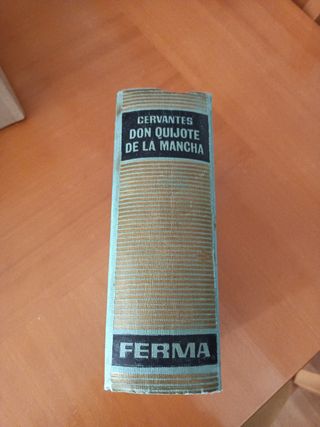 CERVANTES
DON QUIJOTE
DE LA MANCHA
FERMA